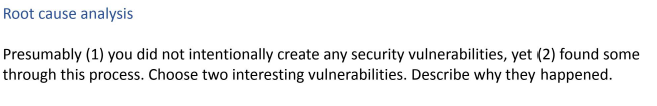 Root cause analysis
Presumably (1) you did not intentionally create any security vulnerabilities, yet (2) found some
through this process. Choose two interesting vulnerabilities. Describe why they happened.